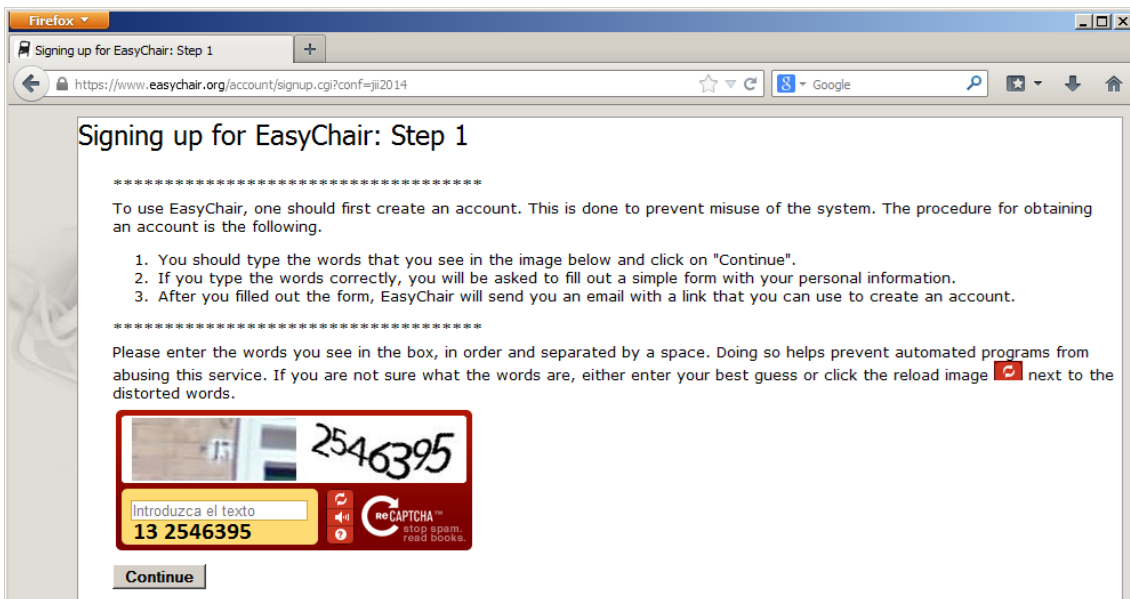 Firefox
Signing up for EasyChair: Step 1
https://www.easychair.org/account/signup.cgi?conf=jii2014
Google
Signing up for EasyChair: Step 1
************************************
To use EasyChair, one should first create an account. This is done to prevent misuse of the system. The procedure for obtaining
an account is the following.
1. You should type the words that you see in the image below and click on "Continue".
2. If you type the words correctly, you will be asked to fill out a simple form with your personal information.
3. After you filled out the form, EasyChair will send you an email with a link that you can use to create an account.
************************************
Please enter the words you see in the box, in order and separated by a space. Doing so helps prevent automated programs from
abusing this service. If you are not sure what the words are, either enter your best guess or click the reload image next to the
distorted words.
2546395
Introduzca el texto
13 2546395
reCAPTCHA™
stop spam.
read books.
Continue